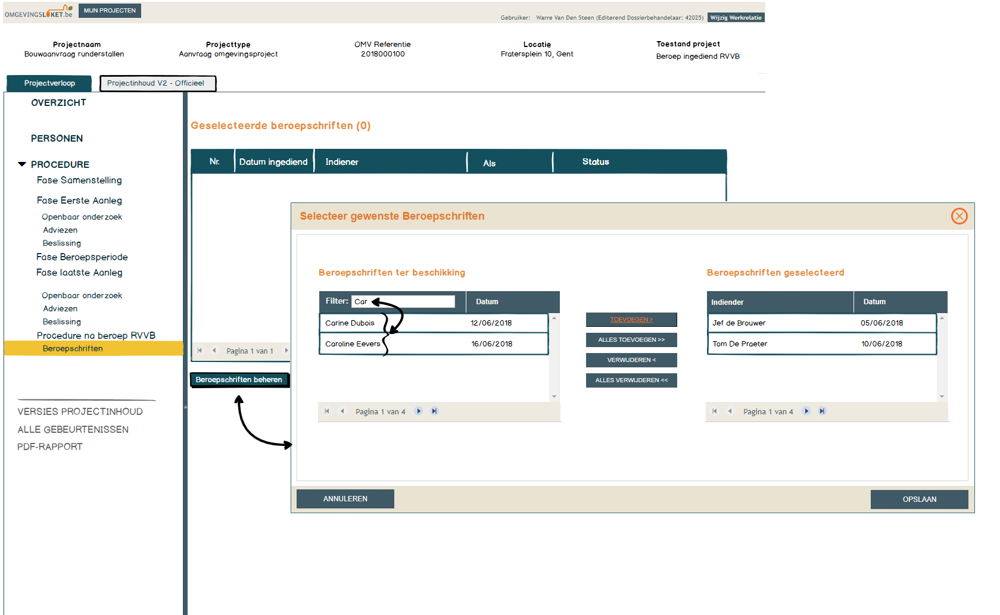 OMGEVINGSLOKET.be
MIJN PROJECTEN
Gebruiker: Warre Van Den Steen (Editerend Dossierbehandelaar: 42025) Wijzig Werkrelatie
Projectnaam
Bouwaanvraag runderstallen
Projecttype
Aanvraag omgevingsproject
OMV Referentie
2018000100
Locatie
Fratersplein 10, Gent
Toestand project
Beroep ingediend RVVB
Projectverloop
Projectinhoud V2 - Officieel
OVERZICHT
PERSONEN
PROCEDURE
Fase Samenstelling
Fase Eerste Aanleg
Openbaar onderzoek
Adviezen
Beslissing
Fase Beroepsperiode
Fase laatste Aanleg
Openbaar onderzoek
Adviezen
Beslissing
Procedure na beroep RVVB
Beroepschriften
VERSIES PROJECTINHOUD
ALLE GEBEURTENISSEN
PDF-RAPPORT
Geselecteerde beroepschriften (0)
Nr. Datum ingediend Indiener Als Status
Pagina 1 van 1
Beroepschriften beheren
Selecteer gewenste Beroepschriften
Beroepschriften ter beschikking
Filter: Car Datum
Carine Dubois 12/06/2018
Caroline Eevers 16/06/2018
Pagina 1 van 4
TOEVOEGEN >
ALLES TOEVOEGEN >>
VERWIJDEREN <
ALLES VERWIJDEREN <<
Beroepschriften geselecteerd
Indiender Datum
Jef de Brouwer 05/06/2018
Tom De Praeter 10/06/2018
Pagina 1 van 4
ANNULEREN
OPSLAAN